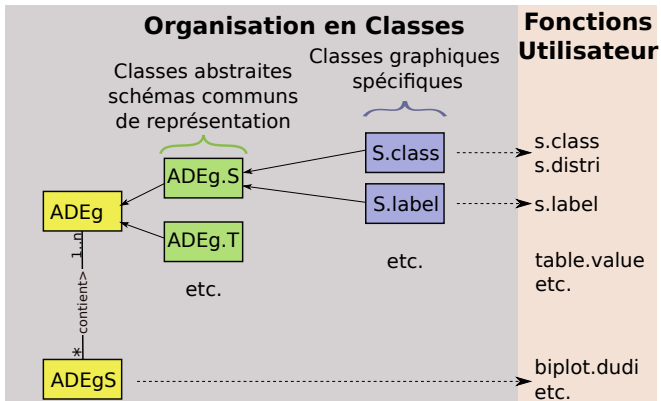 Organisation en Classes
Fonctions
Utilisateur
Classes abstraites
schémas communs
de représentation
Classes graphiques
spécifiques
S.class
s.class
s.distri
ADEg.S
S.label
s.label
ADEg
ADEg.T
etc.
etc.
table.value
etc.
1..n
contient>
*
ADEgS
biplot.dudi
etc.